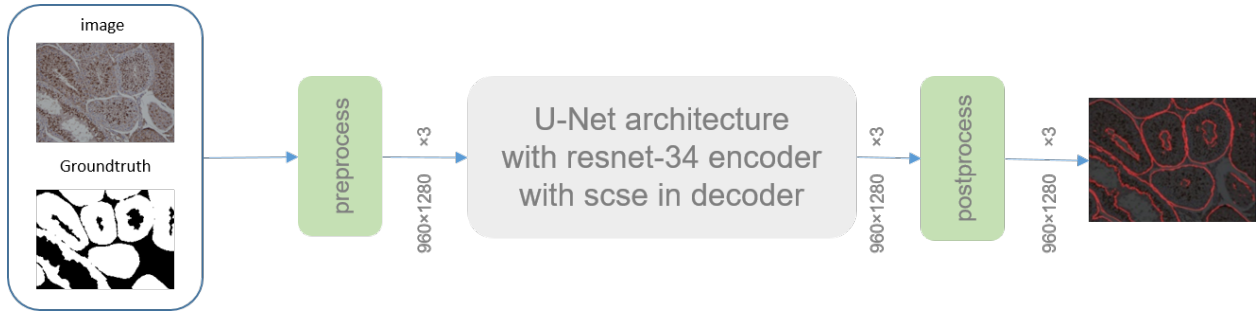 image
Groundtruth
preprocess
960×1280 ×3
U-Net architecture
with resnet-34 encoder
with scse in decoder
960×1280 ×3
postprocess
960×1280 ×3